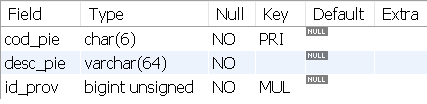 Field Type Null Key Default Extra
cod_pie char(6) NO PRI NULL
desc_pie varchar(64) NO NULL
id_prov bigint unsigned NO MUL NULL